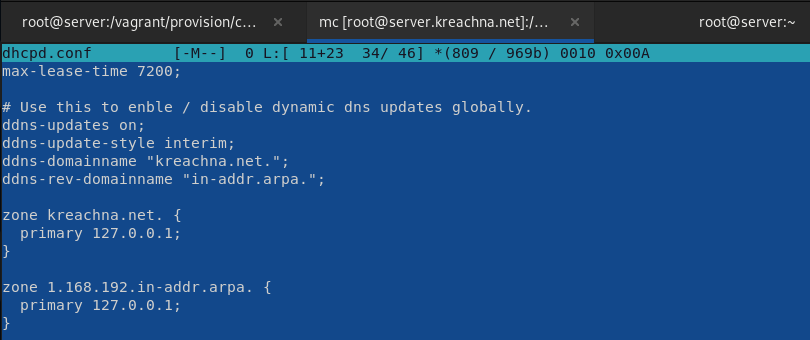 root@server:/vagrant/provision/c… × mc [root@server.kreachna.net]:/… × root@server:~
dhcpd.conf [-M--] 0 L:[ 11+23 34/ 46] *(809 / 969b) 0010 0x00A
max-lease-time 7200;
# Use this to enble / disable dynamic dns updates globally.
ddns-updates on;
ddns-update-style interim;
ddns-domainname "kreachna.net.";
ddns-rev-domainname "in-addr.arpa.";
zone kreachna.net. {
  primary 127.0.0.1;
}
zone 1.168.192.in-addr.arpa. {
  primary 127.0.0.1;
}